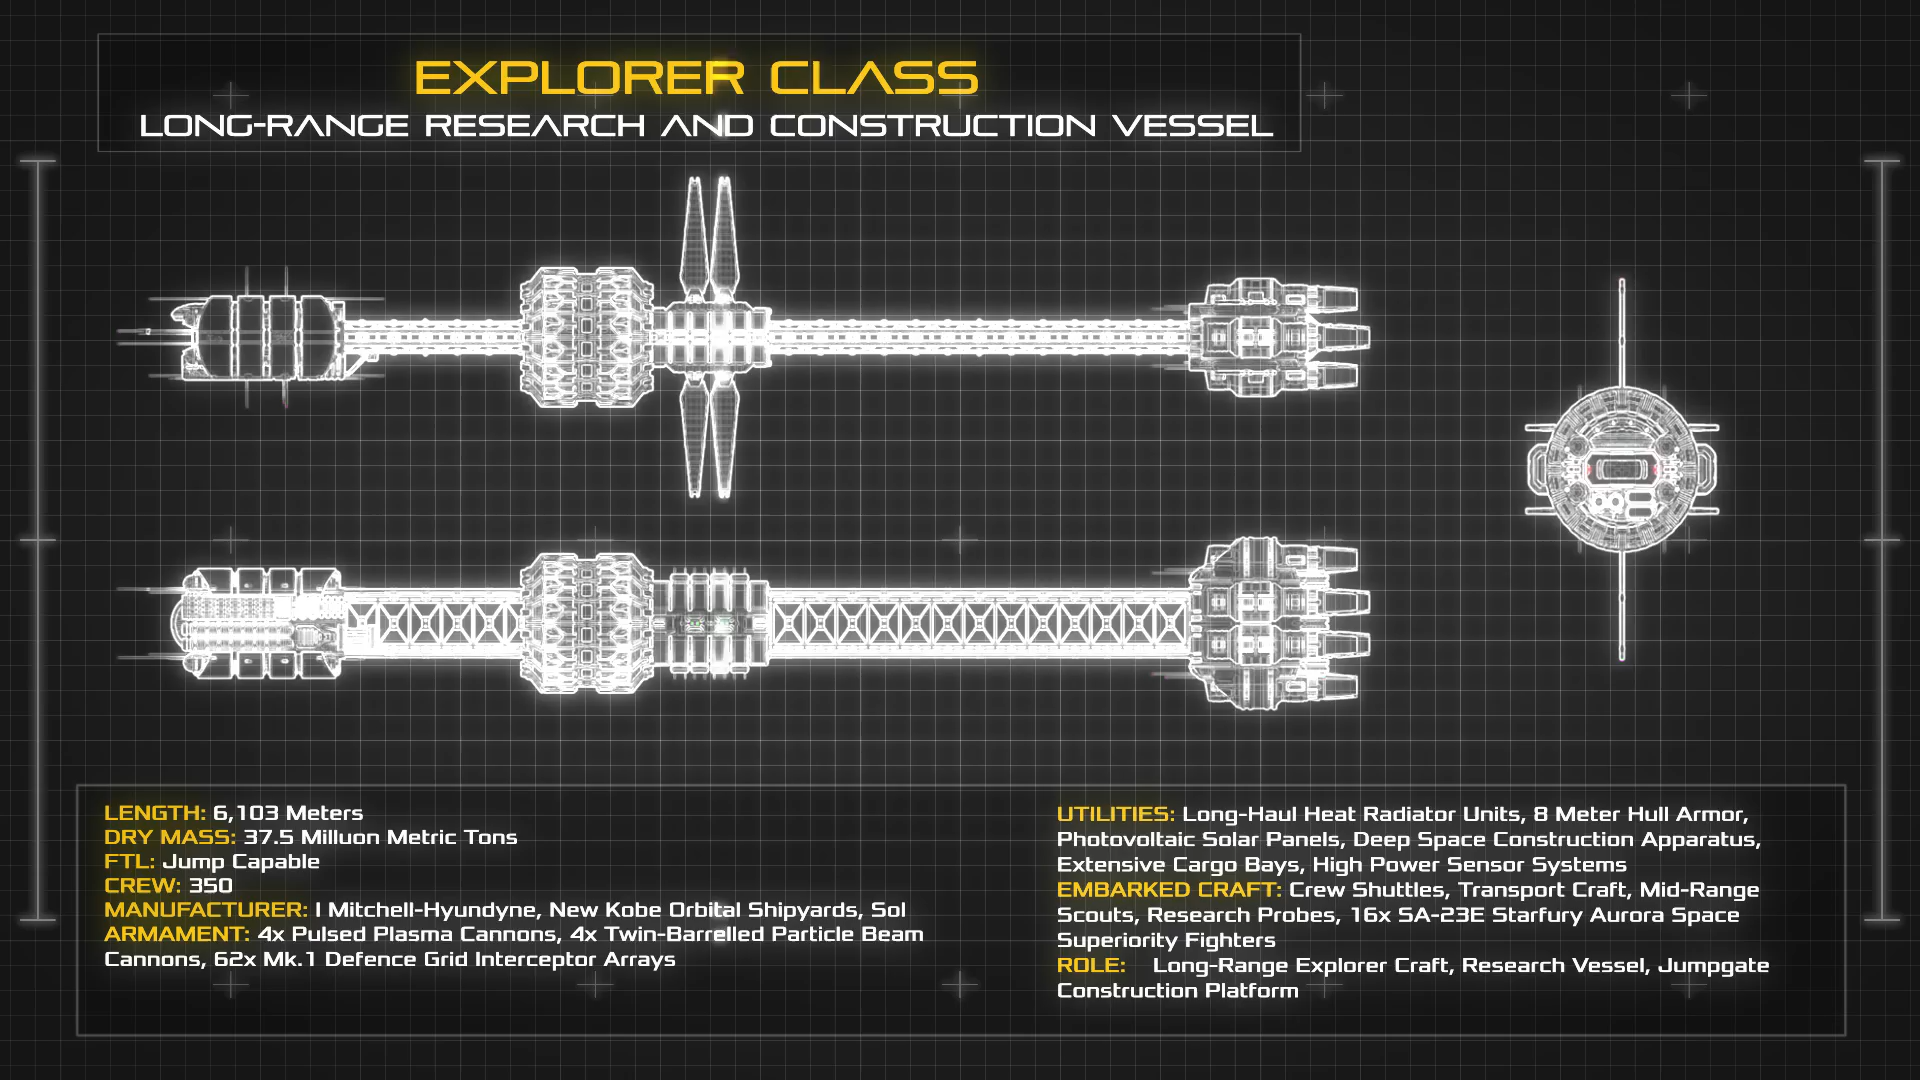 EXPLORER CLASS
LONG-RANGE RESEARCH AND CONSTRUCTION VESSEL
LENGTH: 6,103 Meters
DRY MASS: 37.5 Milluon Metric Tons
FTL: Jump Capable
CREW: 350
MANUFACTURER: I Mitchell-Hyundyne, New Kobe Orbital Shipyards, Sol
ARMAMENT: 4x Pulsed Plasma Cannons, 4x Twin-Barrelled Particle Beam
Cannons, 62x Mk.1 Defence Grid Interceptor Arrays
UTILITIES: Long-Haul Heat Radiator Units, 8 Meter Hull Armor,
Photovoltaic Solar Panels, Deep Space Construction Apparatus,
Extensive Cargo Bays, High Power Sensor Systems
EMBARKED CRAFT: Crew Shuttles, Transport Craft, Mid-Range
Scouts, Research Probes, 16x SA-23E Starfury Aurora Space
Superiority Fighters
ROLE: Long-Range Explorer Craft, Research Vessel, Jumpgate
Construction Platform